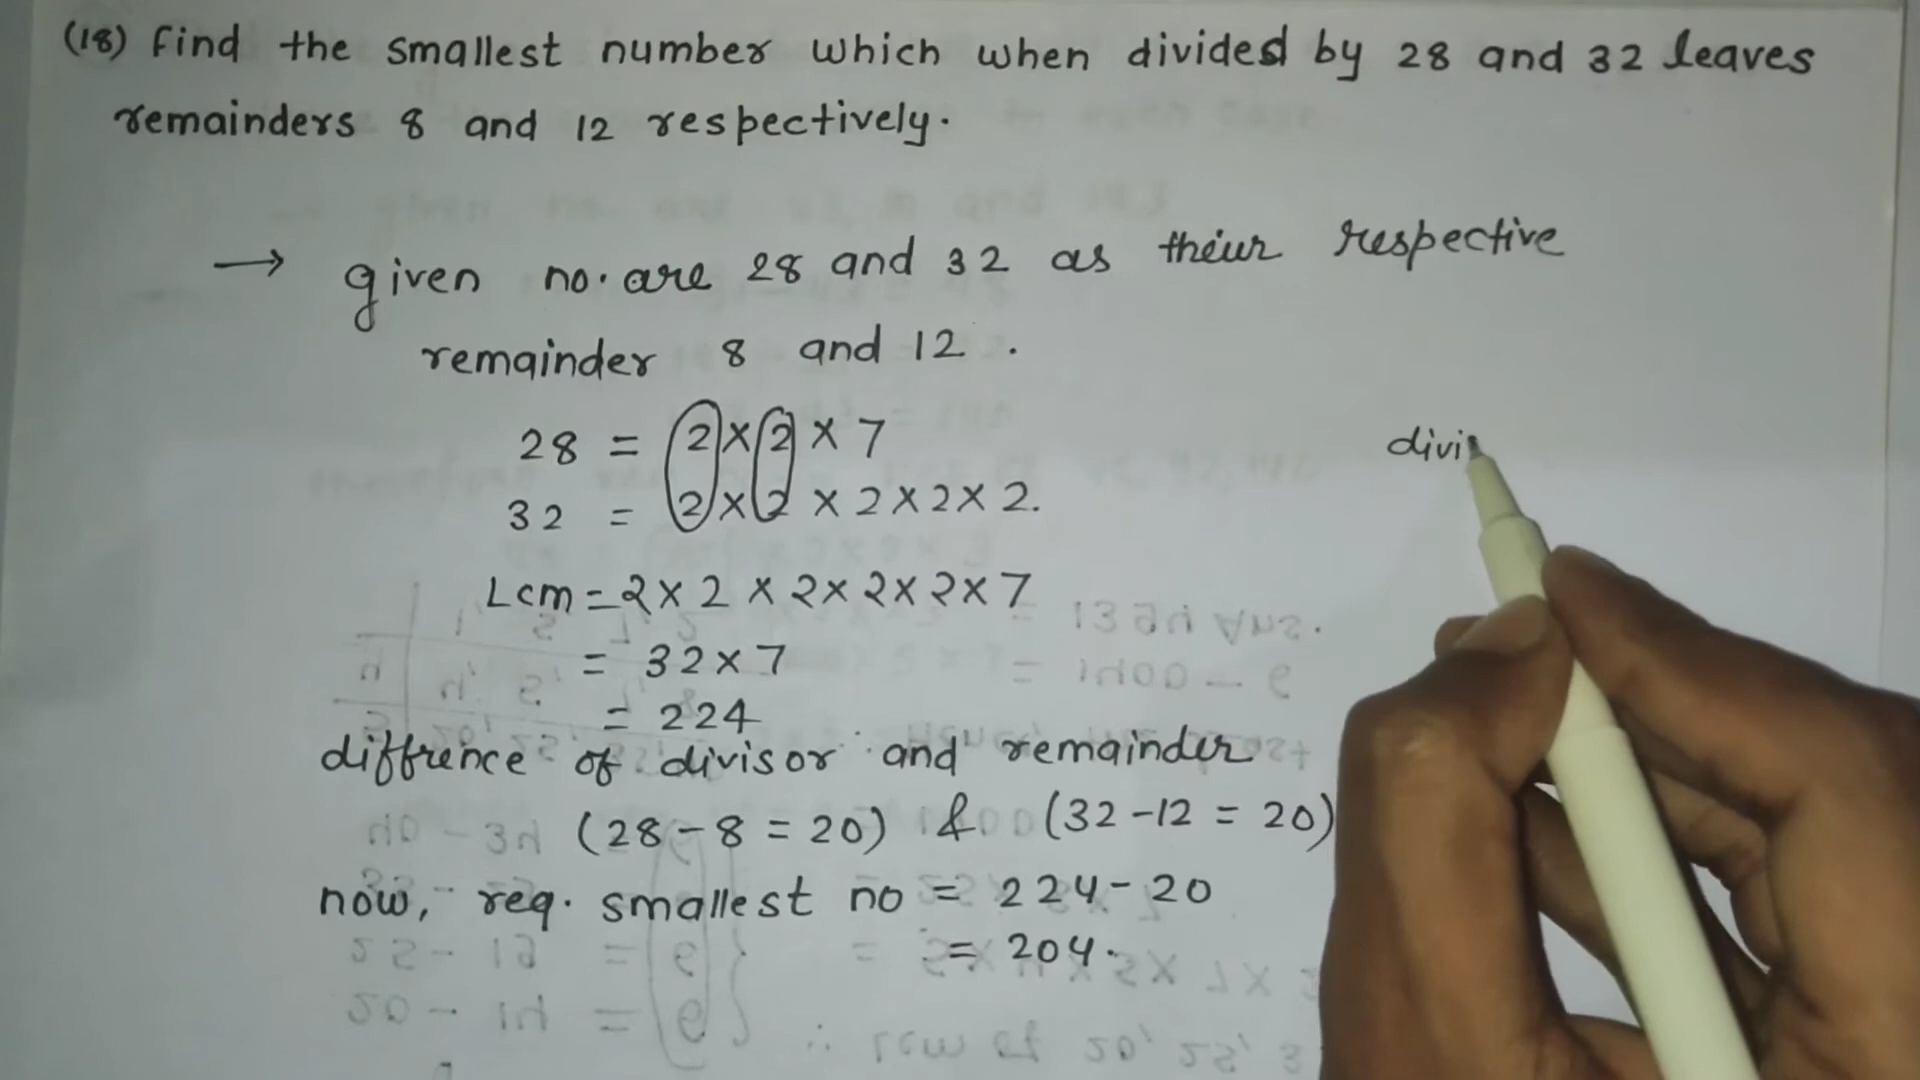 (18) Find the smallest number which when divided by 28 and 32 leaves
remainders 8 and 12 respectively.
→ given no. are 28 and 32 as their respective
remainder 8 and 12 .
28 = 2 × 2 × 7
32 = 2 × 2 × 2 × 2 × 2.
Lcm = 2 × 2 × 2 × 2 × 2 × 7
= 32 × 7
= 224
diffrence of divisor and remainder
(28 - 8 = 20) & (32 - 12 = 20)
now, req. smallest no = 224 - 20
= 204.
divi